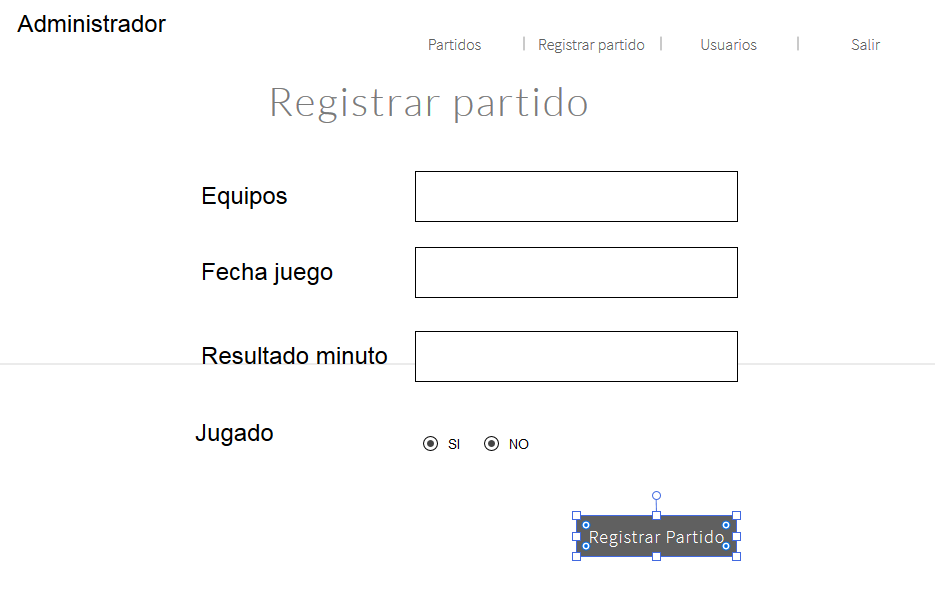 Administrador
Partidos | Registrar partido | Usuarios | Salir
Registrar partido
Equipos
Fecha juego
Resultado minuto
Jugado SI NO
Registrar Partido